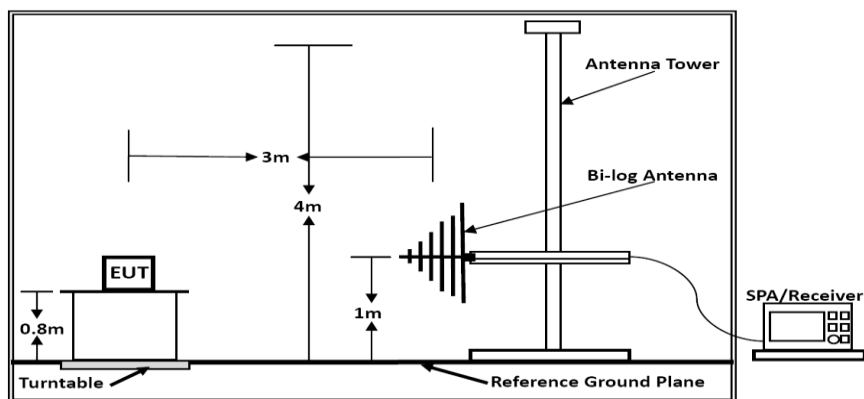 Antenna Tower
3m
Bi-log Antenna
4m
EUT
SPA/Receiver
0.8m
1m
Turntable
Reference Ground Plane